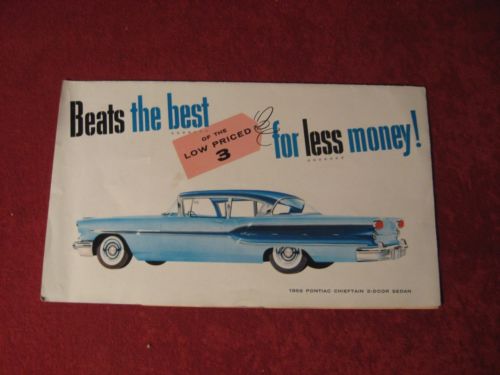 Beats the best
OF THE
LOW PRICED
3
for less money!
1958 PONTIAC CHIEFTAIN 2-DOOR SEDAN